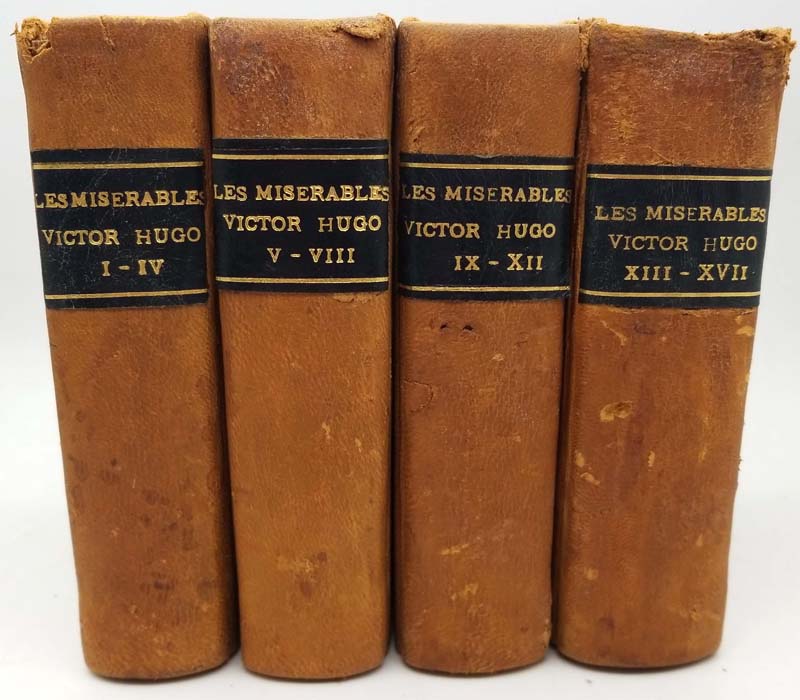 LES MISERABLES
VICTOR HUGO
I - IV
LES MISERABLES
VICTOR HUGO
V - VIII
LES MISERABLES
VICTOR HUGO
IX - XII
LES MISERABLES
VICTOR HUGO
XIII - XVII